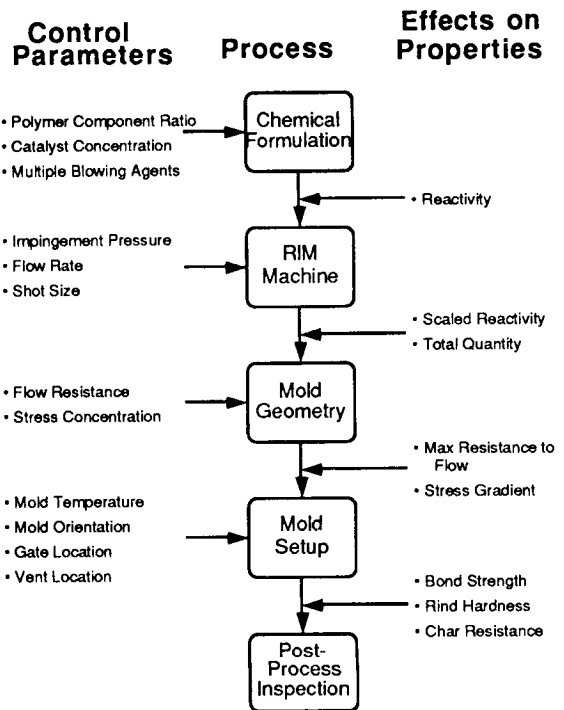 Control
Parameters
Process
Effects on
Properties
• Polymer Component Ratio
• Catalyst Concentration
• Multiple Blowing Agents
Chemical
Formulation
• Reactivity
• Impingement Pressure
• Flow Rate
• Shot Size
RIM
Machine
• Scaled Reactivity
• Total Quantity
• Flow Resistance
• Stress Concentration
Mold
Geometry
• Max Resistance to
Flow
• Stress Gradient
• Mold Temperature
• Mold Orientation
• Gate Location
• Vent Location
Mold
Setup
• Bond Strength
• Rind Hardness
• Char Resistance
Post-
Process
Inspection